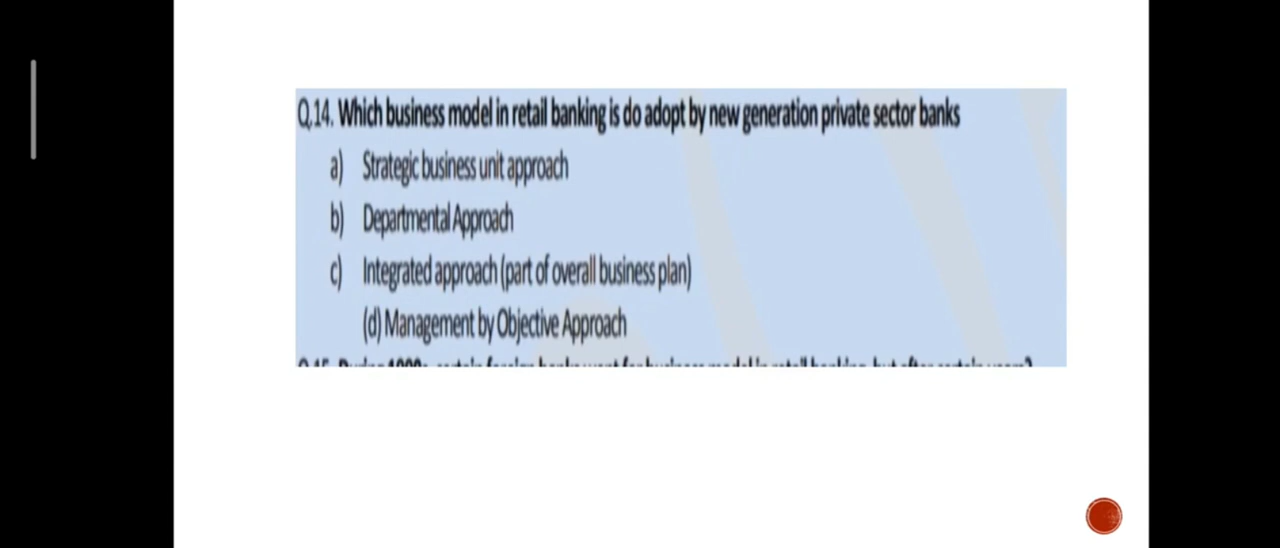 Q.14. Which business model in retail banking is do adopt by new generation private sector banks
a) Strategic business unit approach
b) Departmental Approach
c) Integrated approach (part of overall business plan)
(d) Management by Objective Approach